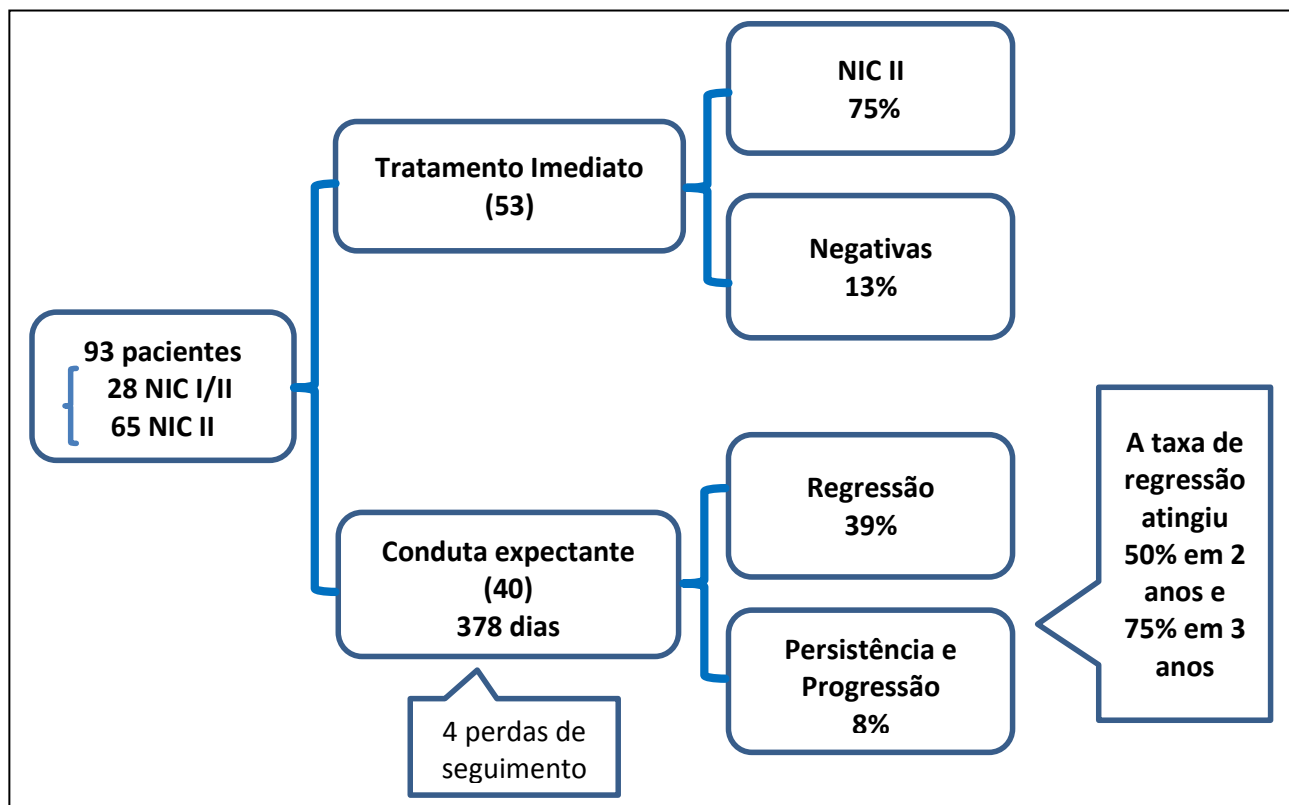 93 pacientes
28 NIC I/II
65 NIC II
Tratamento Imediato
(53)
NIC II
75%
Negativas
13%
Conduta expectante
(40)
378 dias
4 perdas de
seguimento
Regressão
39%
Persistência e
Progressão
8%
A taxa de
regressão
atingiu
50% em 2
anos e
75% em 3
anos